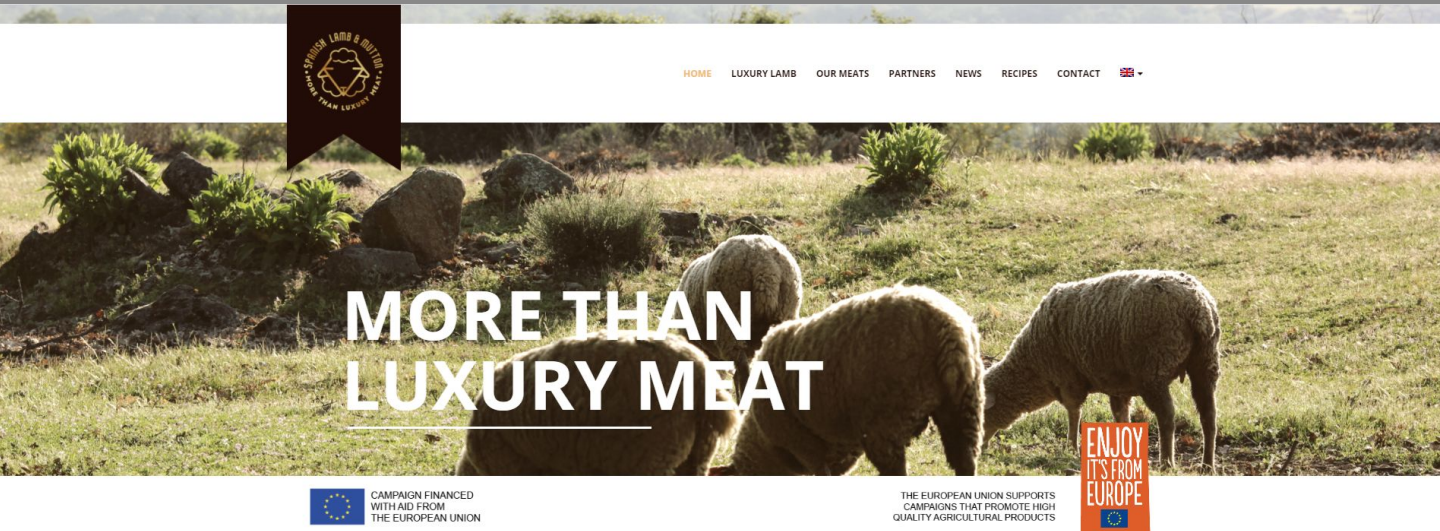 SPANISH LAMB & MUTTON
• MORE THAN LUXURY MEAT •
HOME LUXURY LAMB OUR MEATS PARTNERS NEWS RECIPES CONTACT
MORE THAN
LUXURY MEAT
CAMPAIGN FINANCED
WITH AID FROM
THE EUROPEAN UNION
THE EUROPEAN UNION SUPPORTS
CAMPAIGNS THAT PROMOTE HIGH
QUALITY AGRICULTURAL PRODUCTS
ENJOY
IT'S FROM
EUROPE